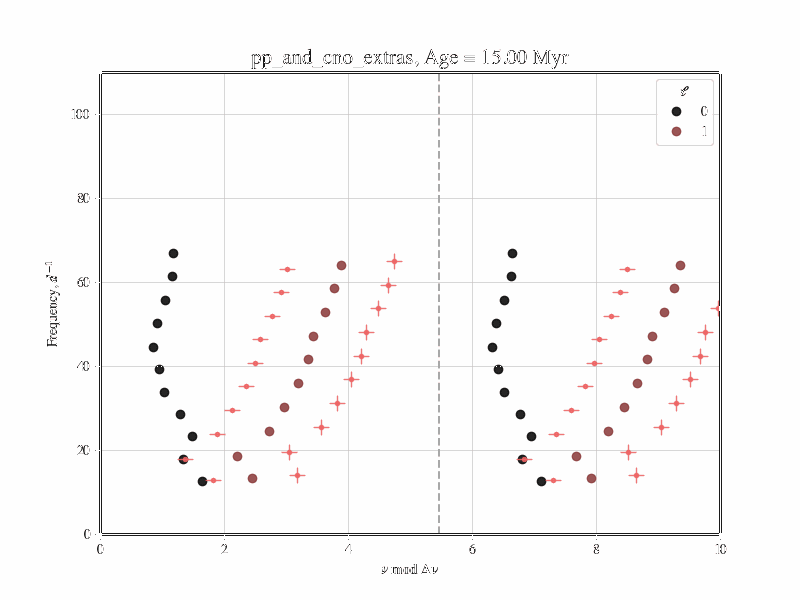 pp_and_cno_extras, Age = 15.00 Myr
ℓ
0
1
100
80
60
40
20
0
Frequency, d⁻¹
0 2 4 6 8 10
ν mod Δν